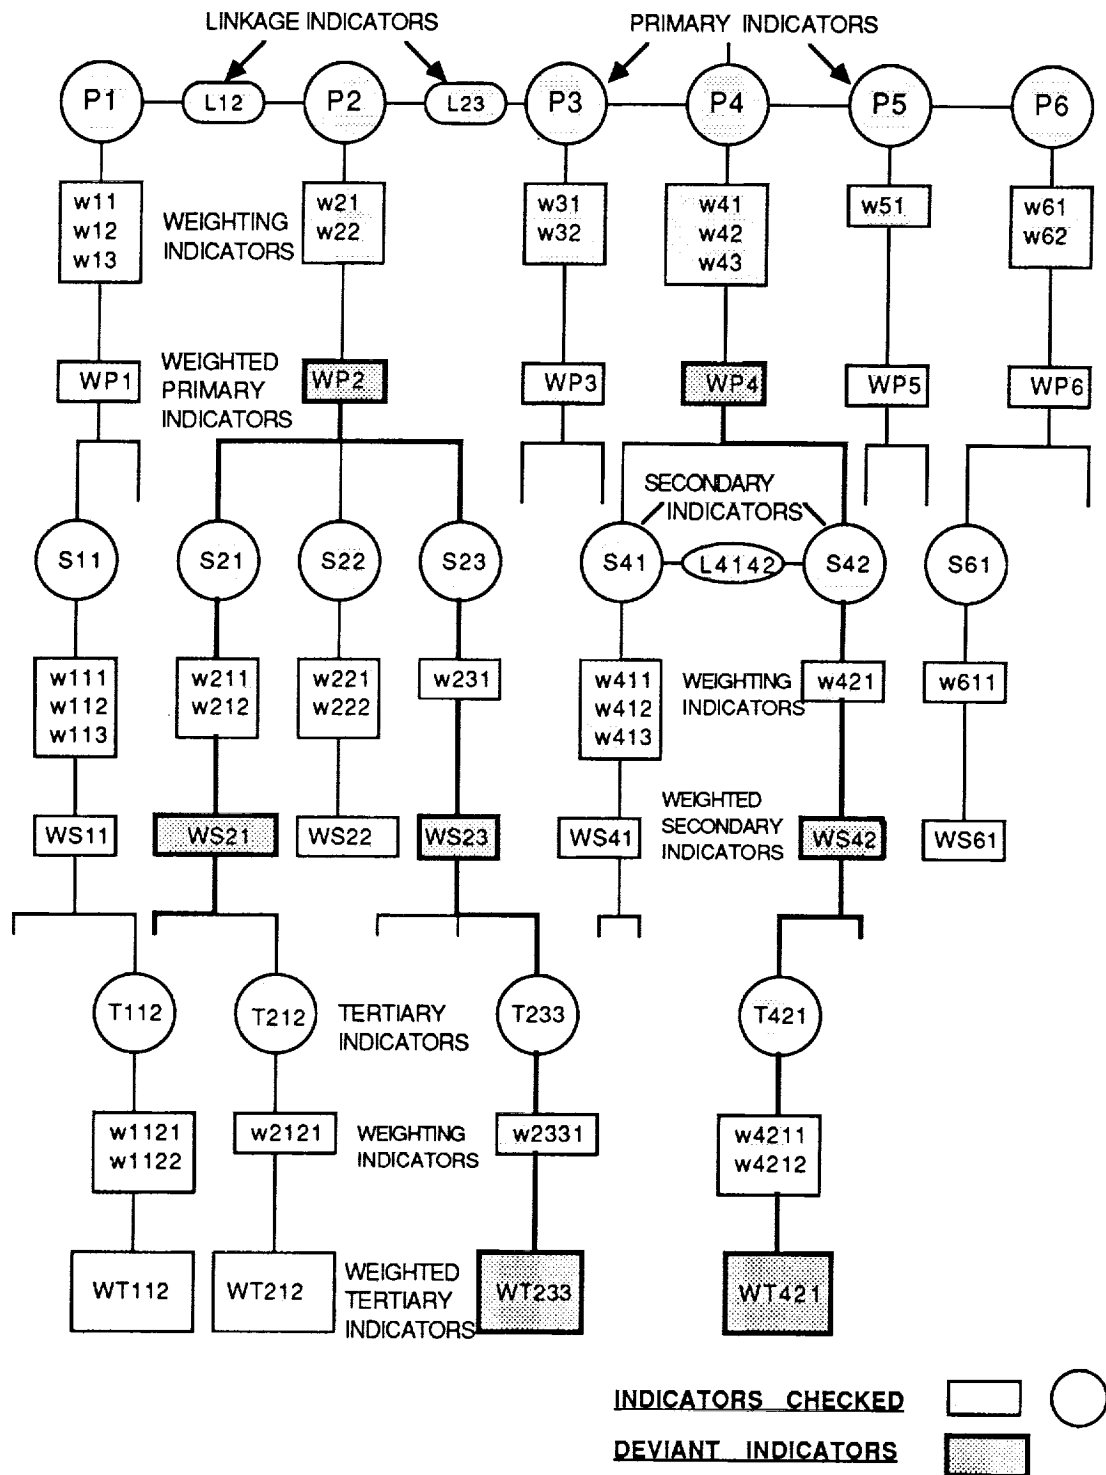 LINKAGE INDICATORS
PRIMARY INDICATORS
P1
L12
P2
L23
P3
P4
P5
P6
w11
w12
w13
WEIGHTING
INDICATORS
w21
w22
w31
w32
w41
w42
w43
w51
w61
w62
WP1
WEIGHTED
PRIMARY
INDICATORS
WP2
WP3
WP4
WP5
WP6
SECONDARY
INDICATORS
S11
S21
S22
S23
S41
L4142
S42
S61
w111
w112
w113
w211
w212
w221
w222
w231
w411
w412
w413
WEIGHTING
INDICATORS
w421
w611
WS11
WS21
WS22
WS23
WS41
WEIGHTED
SECONDARY
INDICATORS
WS42
WS61
T112
T212
TERTIARY
INDICATORS
T233
T421
w1121
w1122
w2121
WEIGHTING
INDICATORS
w2331
w4211
w4212
WT112
WT212
WEIGHTED
TERTIARY
INDICATORS
WT233
WT421
INDICATORS CHECKED
DEVIANT INDICATORS